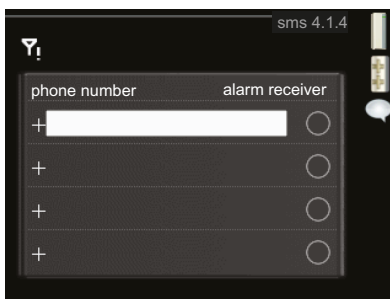 sms 4.1.4
phone number alarm receiver
+
+
+
+